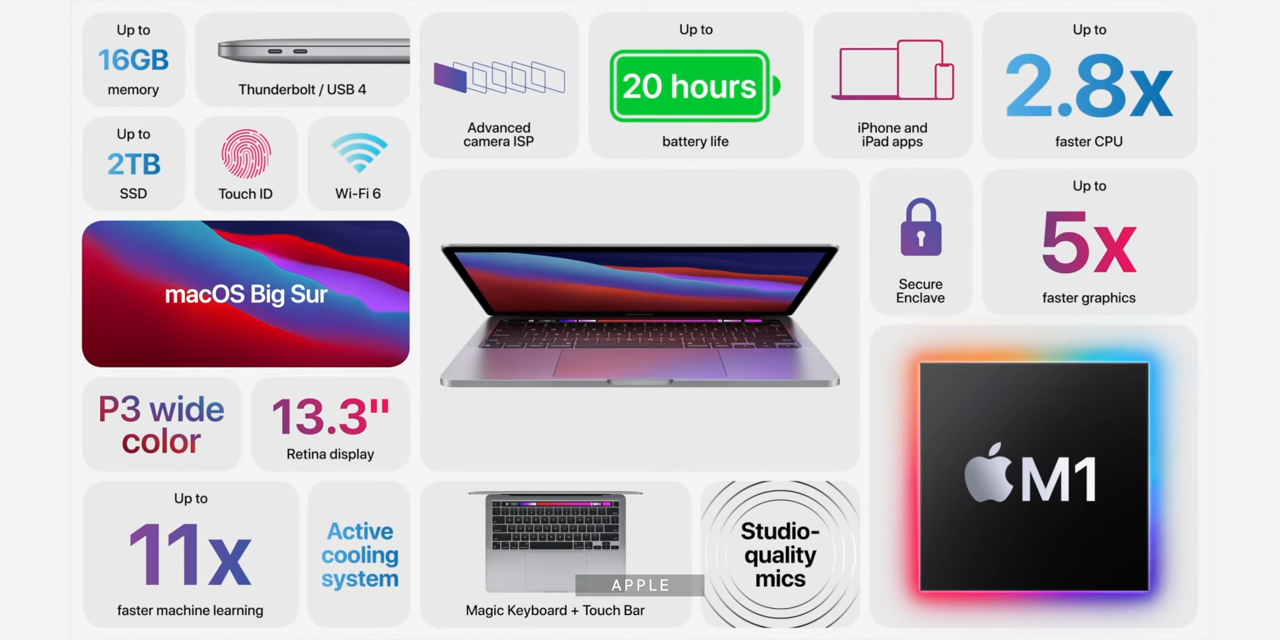 Up to
16GB
memory
Thunderbolt / USB 4
Advanced
camera ISP
Up to
20 hours
battery life
iPhone and
iPad apps
Up to
2.8x
faster CPU
Up to
2TB
SSD
Touch ID
Wi-Fi 6
macOS Big Sur
Secure
Enclave
Up to
5x
faster graphics
P3 wide
color
13.3"
Retina display
M1
Up to
11x
faster machine learning
Active
cooling
system
Magic Keyboard + Touch Bar
APPLE
Studio-
quality
mics